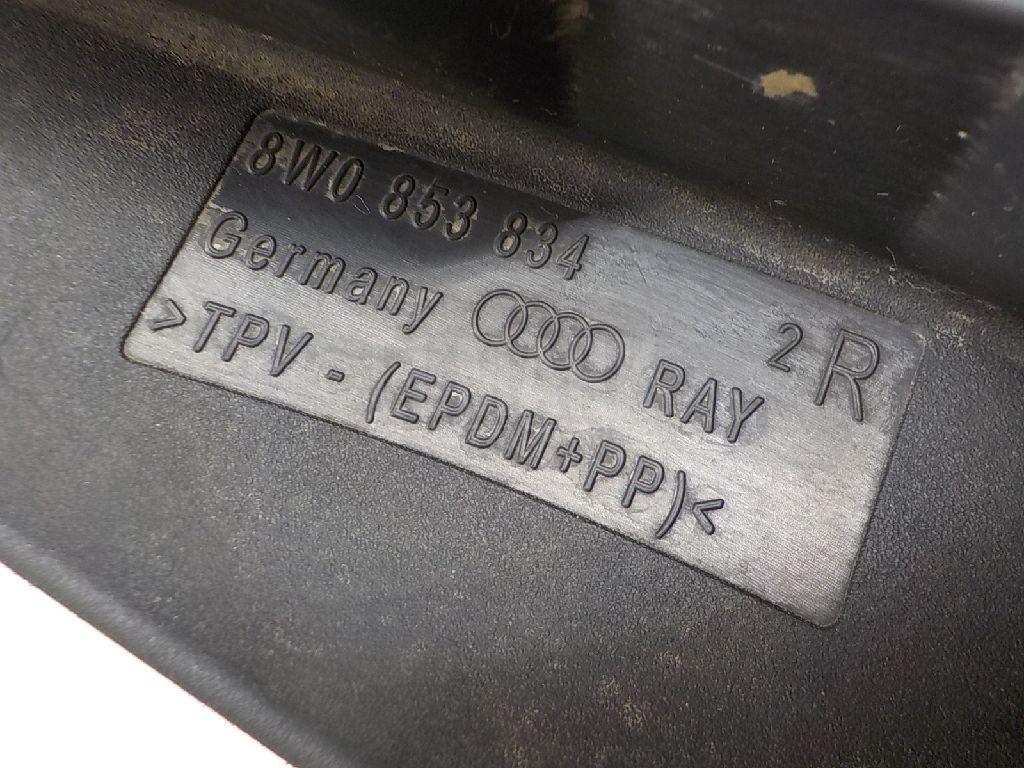 8W0 853 834
Germany RAY 2 R
>TPV - (EPDM+PP)<